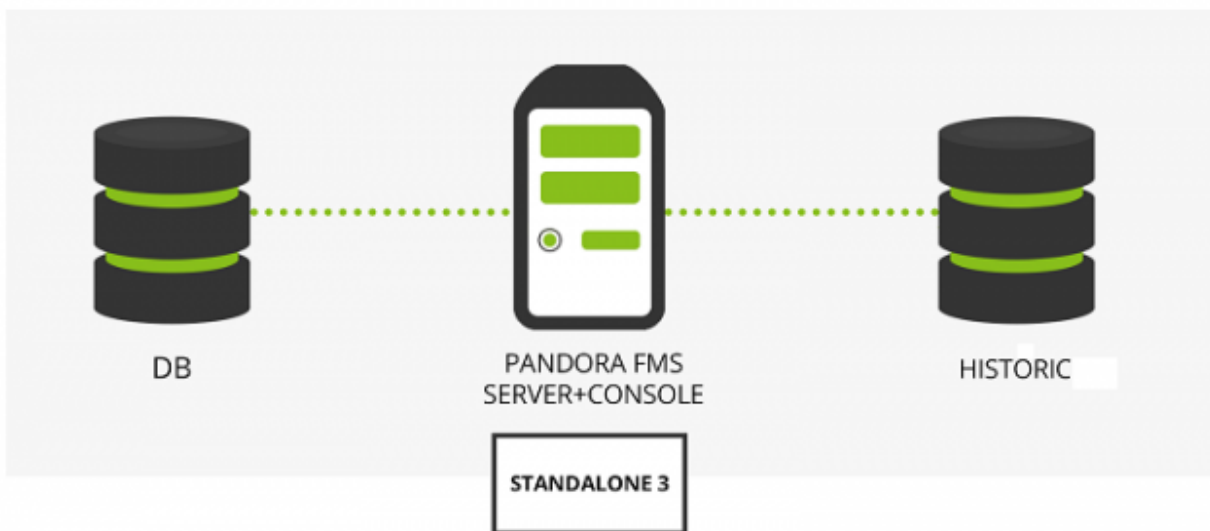 DB
PANDORA FMS
SERVER+CONSOLE
HISTORIC
STANDALONE 3